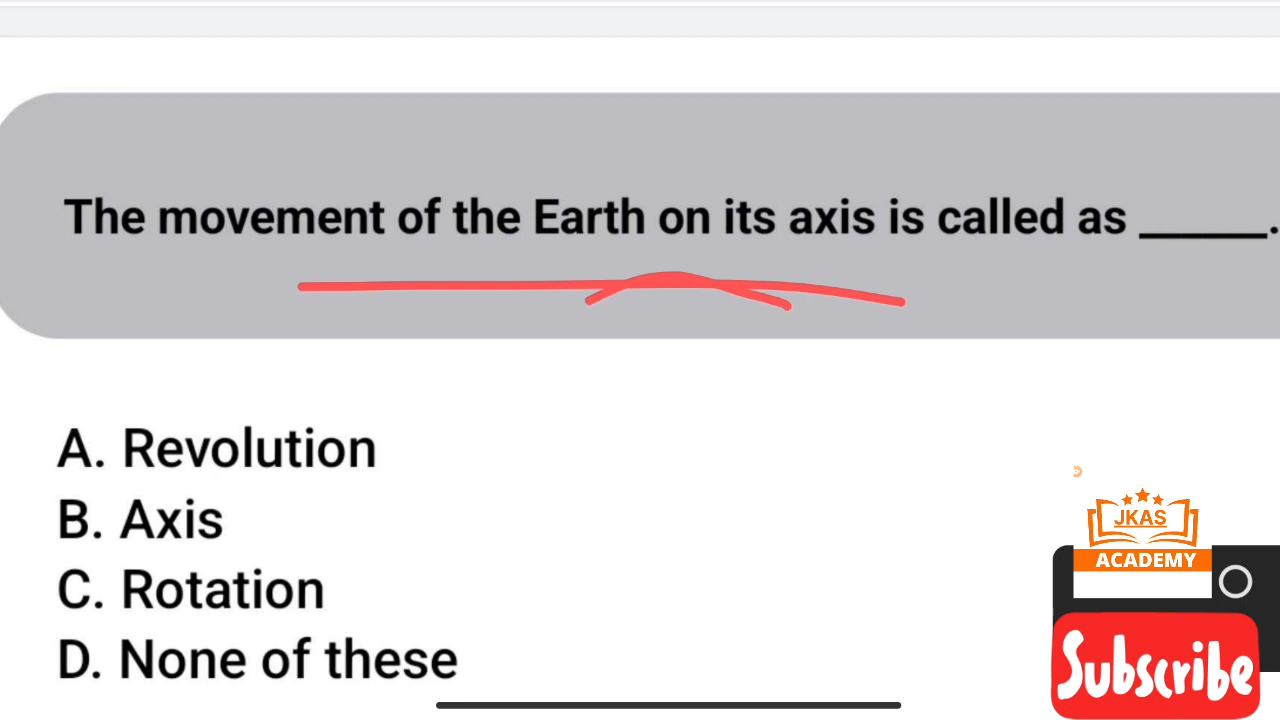 The movement of the Earth on its axis is called as ______.
A. Revolution
B. Axis
C. Rotation
D. None of these
JKAS
ACADEMY
Subscribe